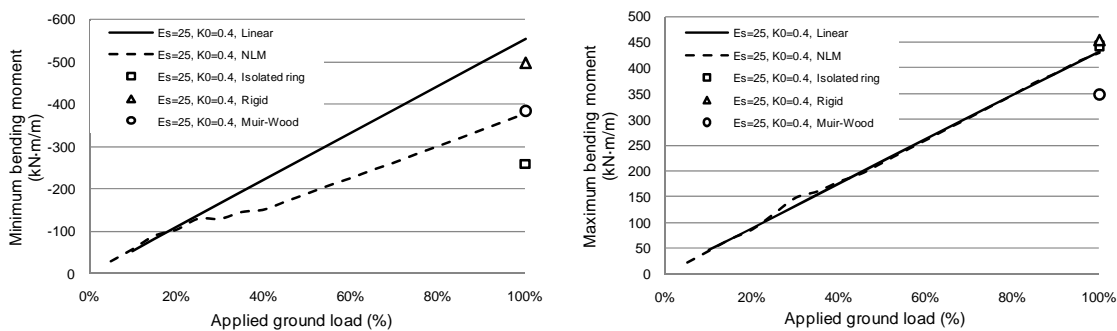 -600
-500
-400
-300
-200
-100
0
Minimum bending moment
(kN·m/m)
Es=25, K0=0.4, Linear
Es=25, K0=0.4, NLM
Es=25, K0=0.4, Isolated ring
Es=25, K0=0.4, Rigid
Es=25, K0=0.4, Muir-Wood
0% 20% 40% 60% 80% 100%
Applied ground load (%)
500
450
400
350
300
250
200
150
100
50
0
Maximum bending moment
(kN·m/m)
Es=25, K0=0.4, Linear
Es=25, K0=0.4, NLM
Es=25, K0=0.4, Isolated ring
Es=25, K0=0.4, Rigid
Es=25, K0=0.4, Muir-Wood
0% 20% 40% 60% 80% 100%
Applied ground load (%)